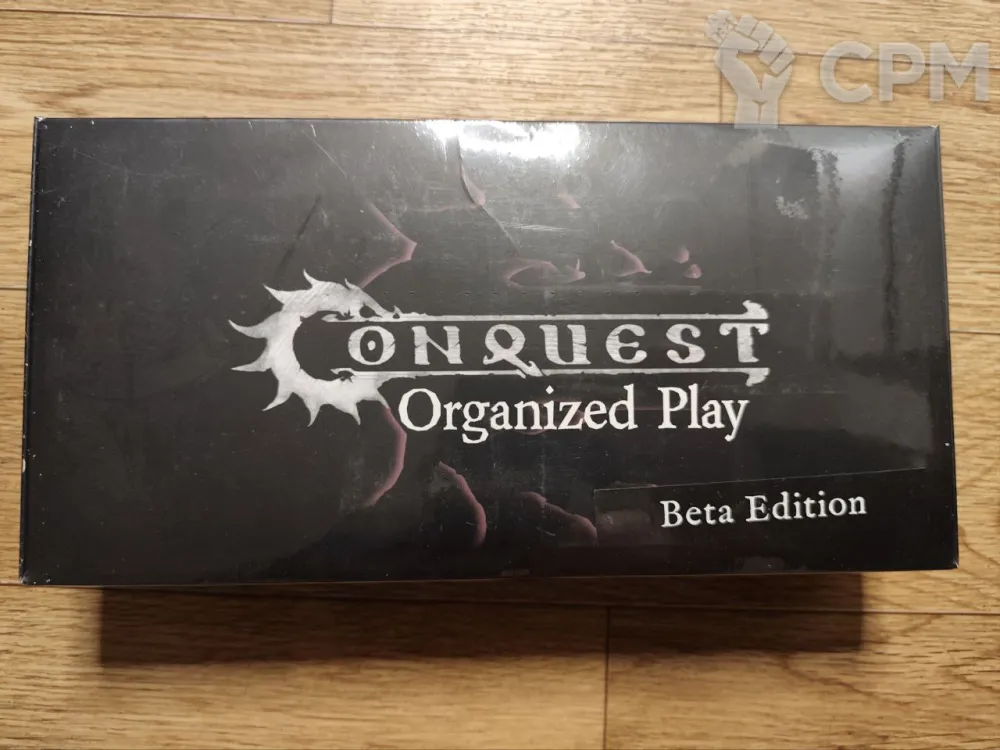 CPM
CONQUEST
Organized Play
Beta Edition